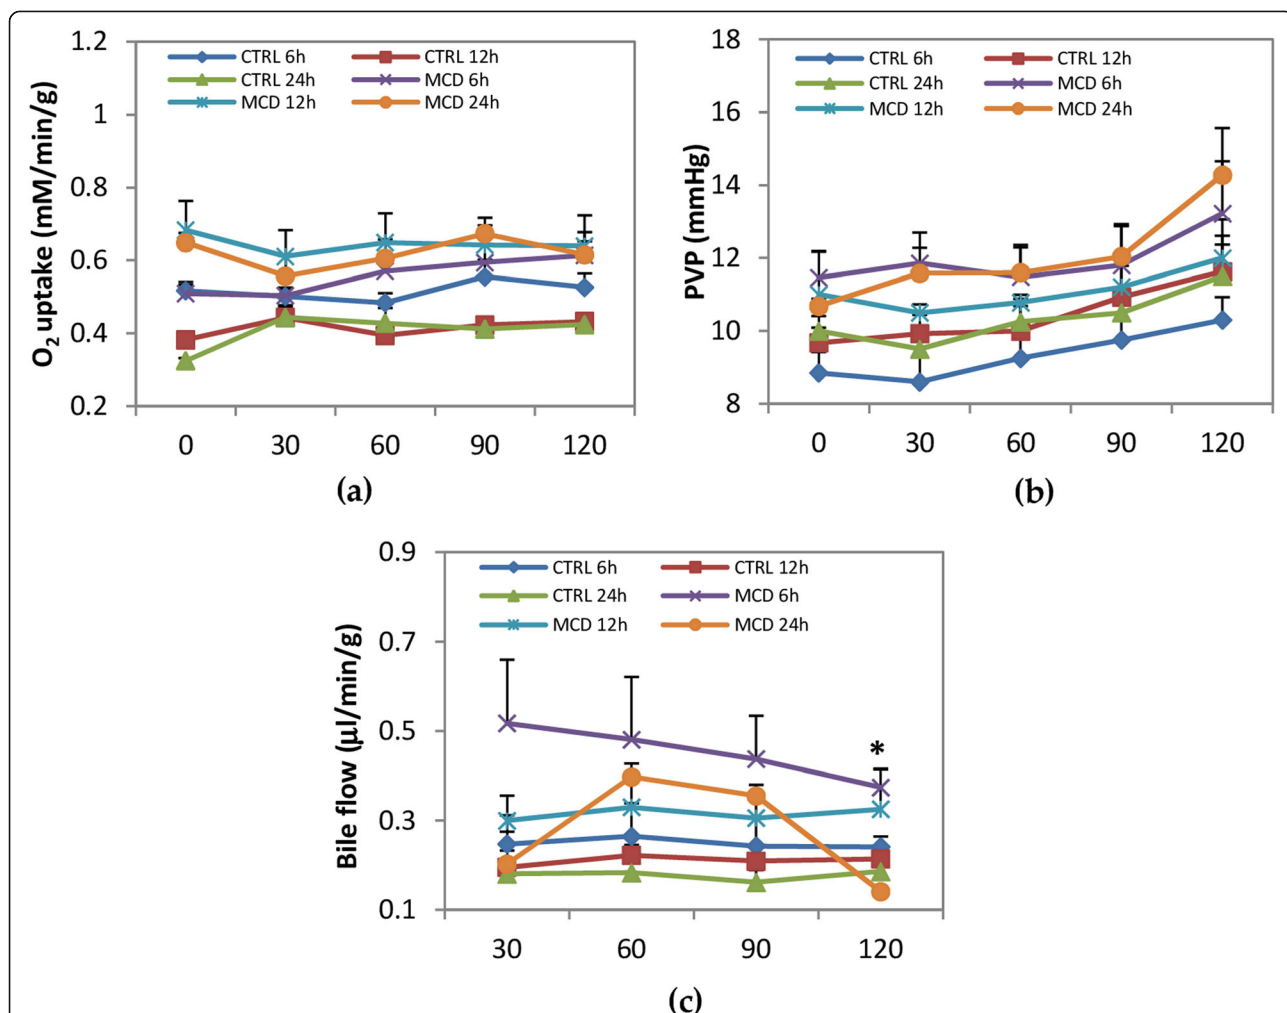 1.2
CTRL 6h CTRL 12h
CTRL 24h MCD 6h
MCD 12h MCD 24h
1
0.8
0.6
0.4
0.2
O2 uptake (mM/min/g)
0 30 60 90 120
(a)
18
CTRL 6h CTRL 12h
CTRL 24h MCD 6h
MCD 12h MCD 24h
16
14
12
10
8
PVP (mmHg)
0 30 60 90 120
(b)
0.9
CTRL 6h CTRL 12h
CTRL 24h MCD 6h
MCD 12h MCD 24h
0.7
0.5
*
0.3
0.1
Bile flow (µl/min/g)
30 60 90 120
(c)